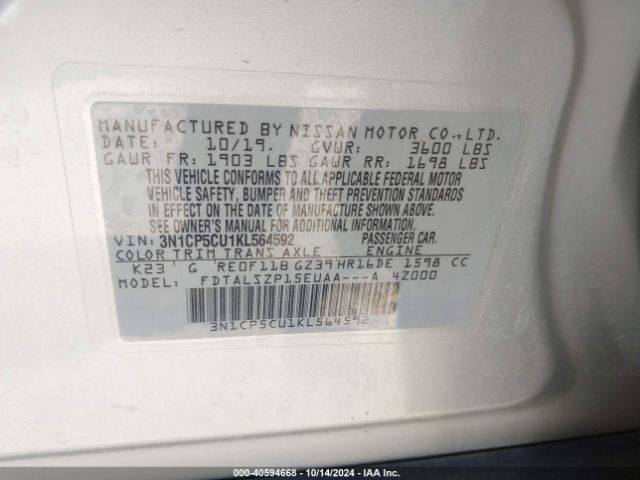 MANUFACTURED BY NISSAN MOTOR CO.,LTD.
DATE: 10/19. GVWR: 3600 LBS
GAWR FR: 1903 LBS GAWR RR: 1698 LBS
THIS VEHICLE CONFORMS TO ALL APPLICABLE FEDERAL MOTOR
VEHICLE SAFETY, BUMPER AND THEFT PREVENTION STANDARDS
IN EFFECT ON THE DATE OF MANUFACTURE SHOWN ABOVE.
SEE OWNER'S MANUAL FOR ADDITIONAL INFORMATION
VIN: 3N1CP5CU1KL564592 PASSENGER CAR.
COLOR TRIM TRANS AXLE ENGINE
K23 G RE0F11B GZ39 HR16DE 1598 CC
MODEL: FDTALSZP15EUAA---A 4Z000
3N1CP5CU1KL564592
000-40594668 - 10/14/2024 - IAA Inc.